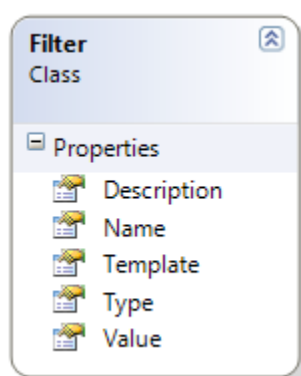 Filter
Class
Properties
Description
Name
Template
Type
Value